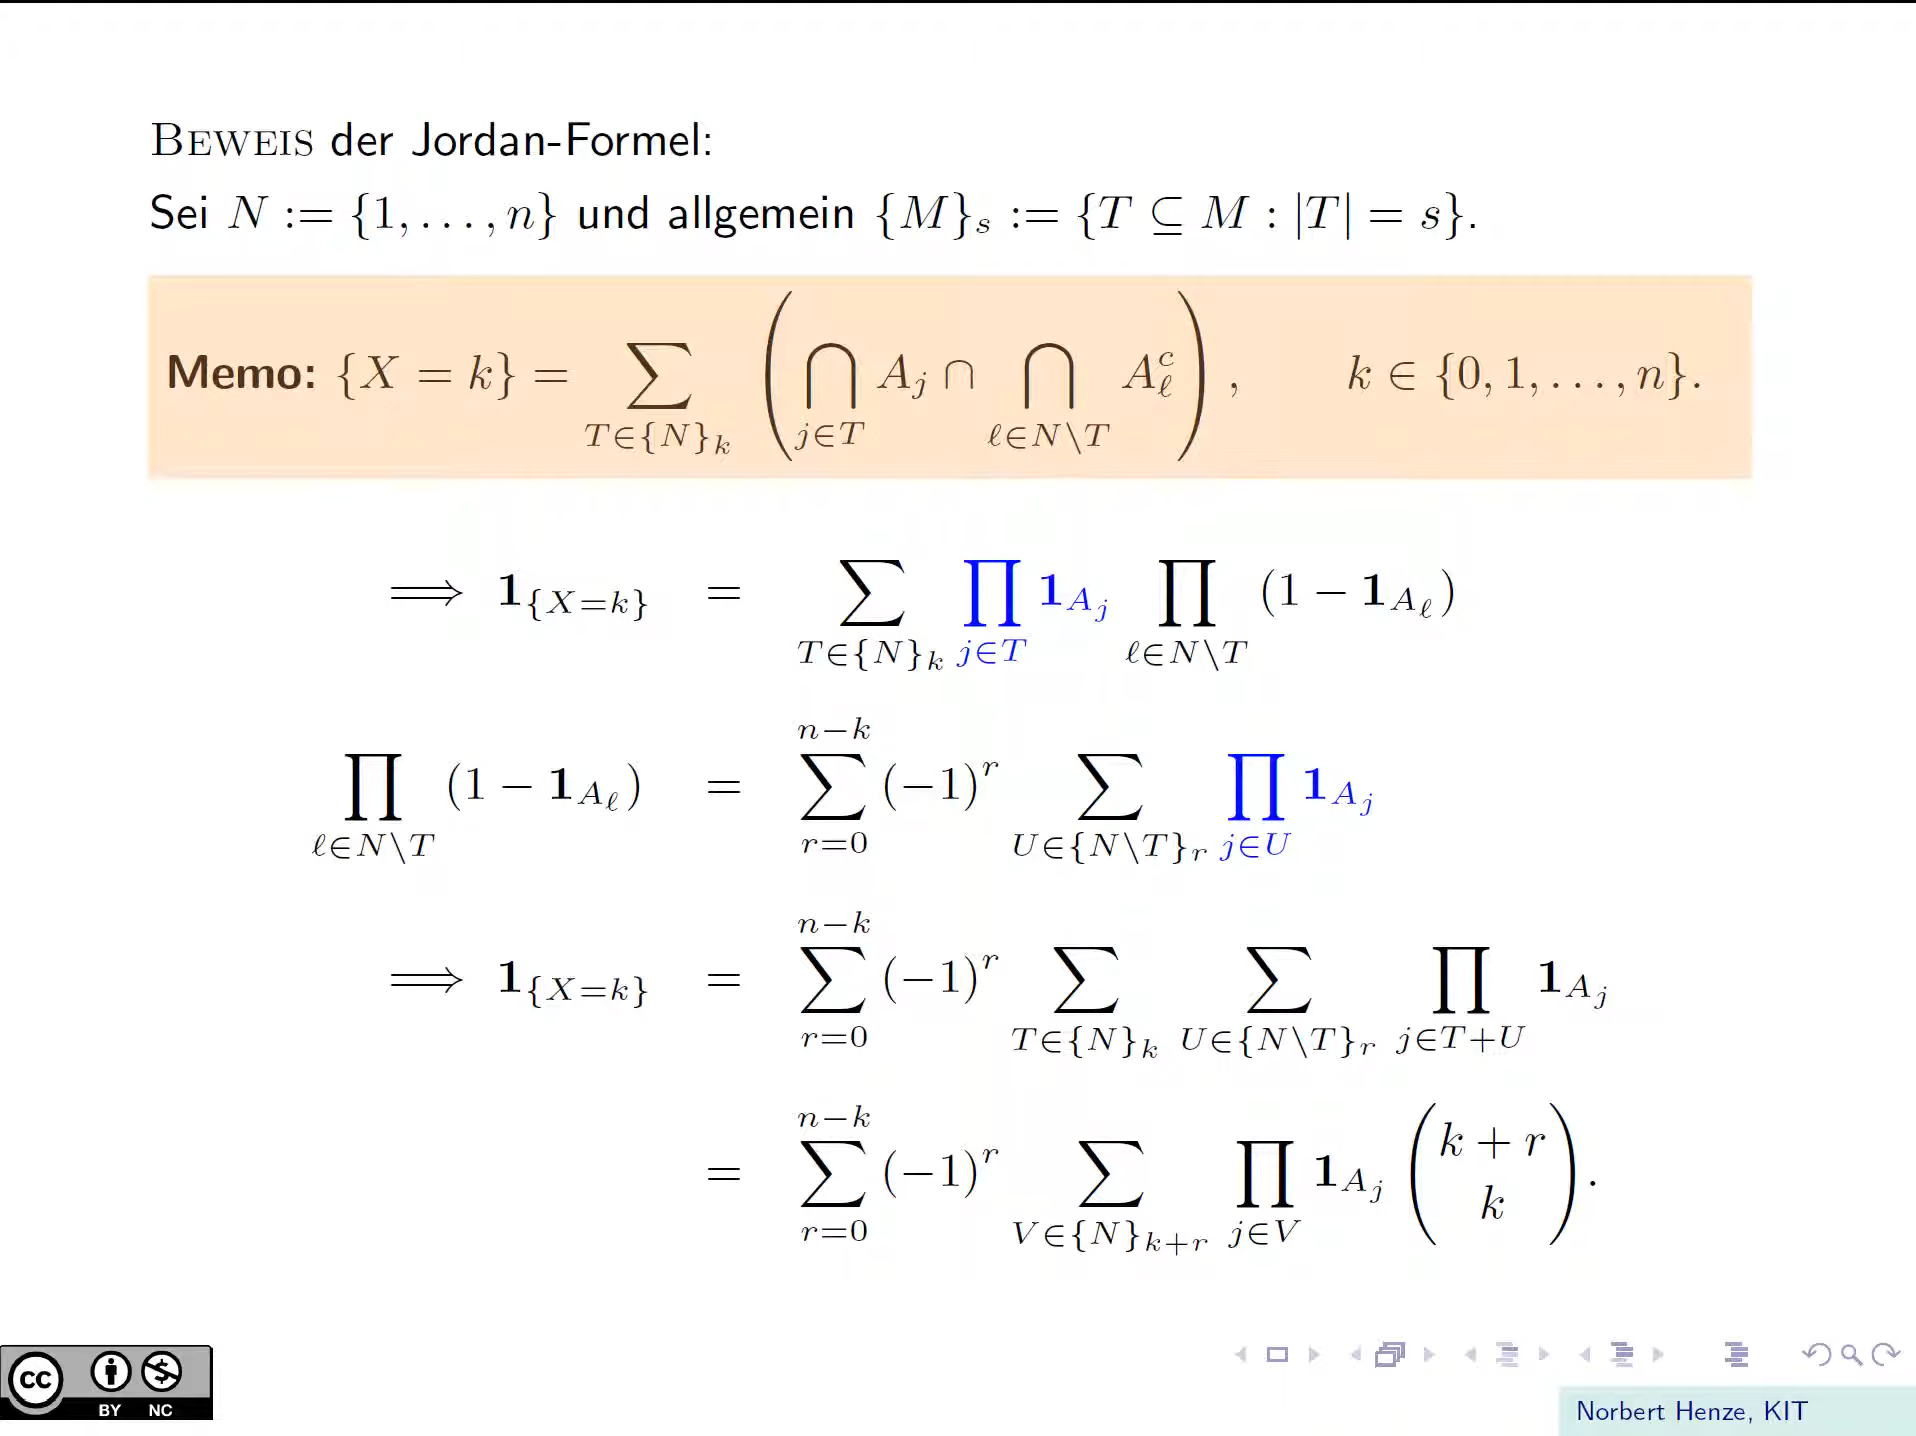 Beweis der Jordan-Formel:
Sei N := {1, . . . , n} und allgemein {M}_s := {T ⊆ M : |T| = s}.
Memo: {X = k} = ∑_{T∈{N}_k} ( ⋂_{j∈T} A_j ∩ ⋂_{ℓ∈N\T} A_ℓ^c ) , k ∈ {0, 1, . . . , n}.
⟹ 1_{X=k} = ∑_{T∈{N}_k} ∏_{j∈T} 1_{A_j} ∏_{ℓ∈N\T} (1 − 1_{A_ℓ})
∏_{ℓ∈N\T} (1 − 1_{A_ℓ}) = ∑_{r=0}^{n−k} (−1)^r ∑_{U∈{N\T}_r} ∏_{j∈U} 1_{A_j}
⟹ 1_{X=k} = ∑_{r=0}^{n−k} (−1)^r ∑_{T∈{N}_k} ∑_{U∈{N\T}_r} ∏_{j∈T+U} 1_{A_j}
= ∑_{r=0}^{n−k} (−1)^r ∑_{V∈{N}_{k+r}} ∏_{j∈V} 1_{A_j} \binom{k + r}{k}.
cc BY NC
Norbert Henze, KIT